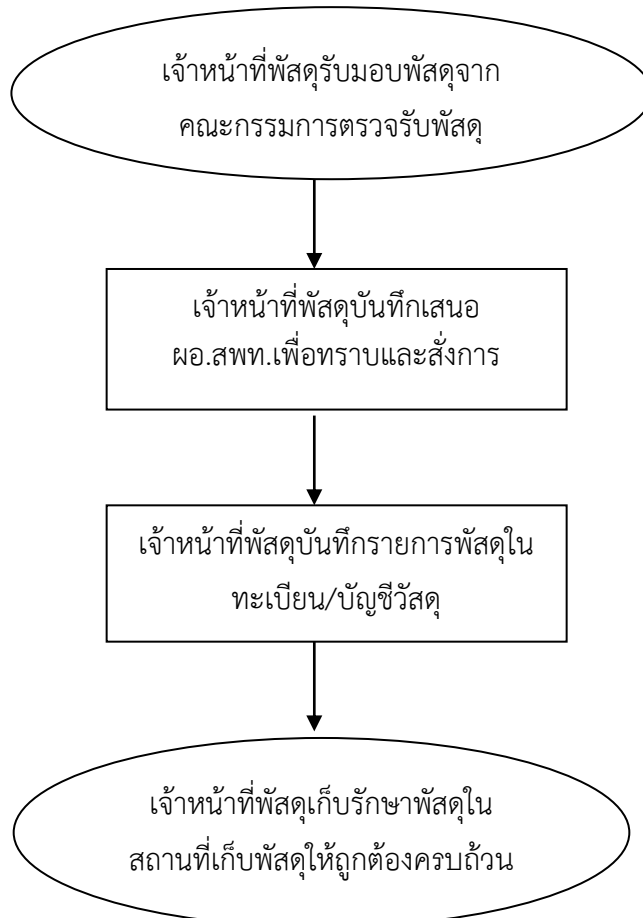 เจ้าหน้าที่พัสดุรับมอบพัสดุจาก
คณะกรรมการตรวจรับพัสดุ
เจ้าหน้าที่พัสดุบันทึกเสนอ
ผอ.สพท.เพื่อทราบและสั่งการ
เจ้าหน้าที่พัสดุบันทึกรายการพัสดุใน
ทะเบียน/บัญชีวัสดุ
เจ้าหน้าที่พัสดุเก็บรักษาพัสดุใน
สถานที่เก็บพัสดุให้ถูกต้องครบถ้วน